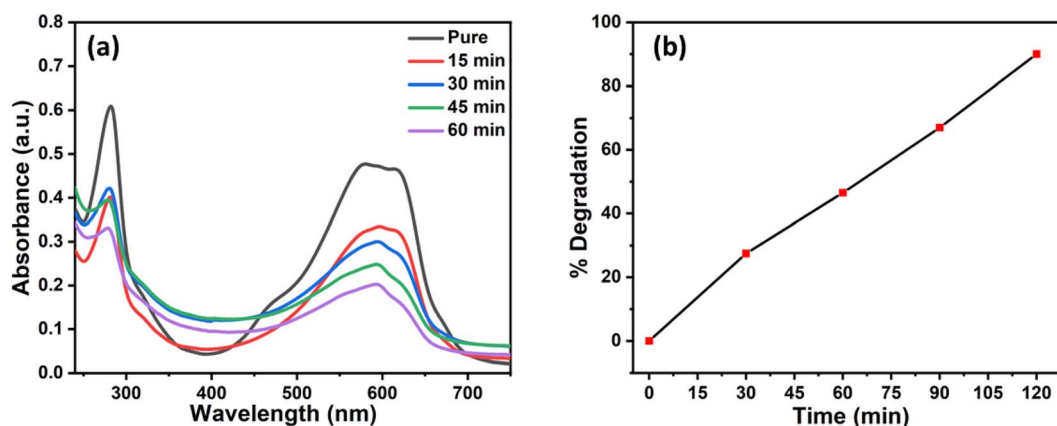 (a)
Pure
15 min
30 min
45 min
60 min
Absorbance (a.u.)
0.8
0.7
0.6
0.5
0.4
0.3
0.2
0.1
0.0
300 400 500 600 700
Wavelength (nm)
(b)
% Degradation
100
80
60
40
20
0
0 15 30 45 60 75 90 105 120
Time (min)